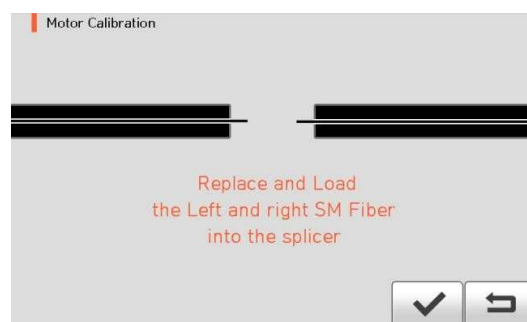 Motor Calibration
Replace and Load
the Left and right SM Fiber
into the splicer